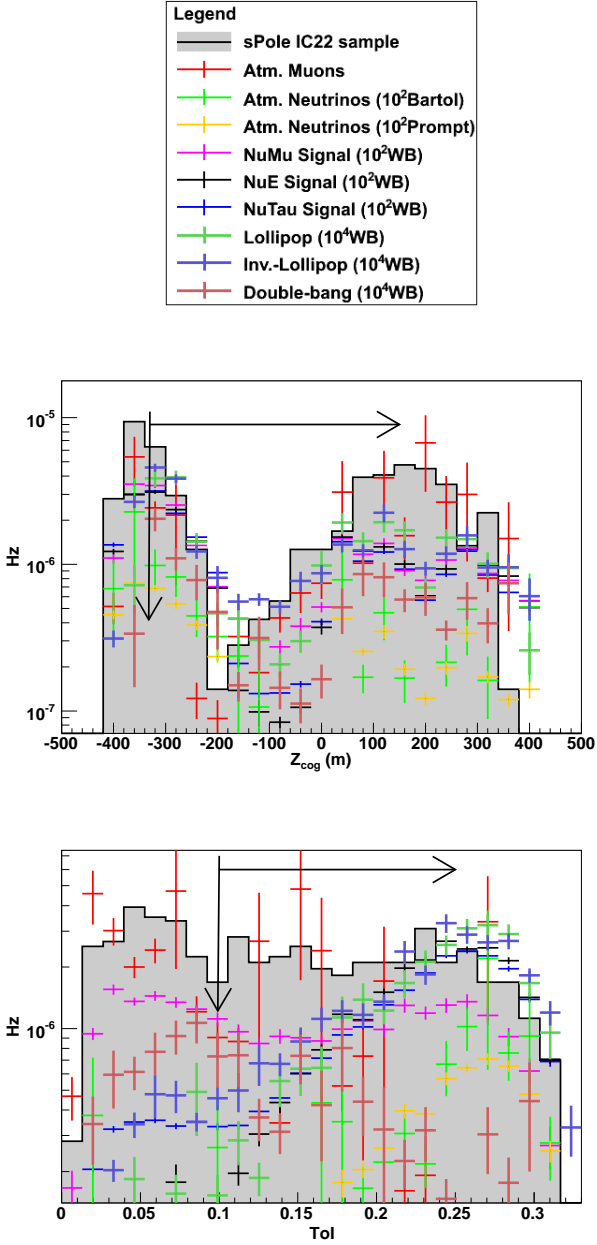 Legend
sPole IC22 sample
Atm. Muons
Atm. Neutrinos (10²Bartol)
Atm. Neutrinos (10²Prompt)
NuMu Signal (10²WB)
NuE Signal (10²WB)
NuTau Signal (10²WB)
Lollipop (10⁴WB)
Inv.-Lollipop (10⁴WB)
Double-bang (10⁴WB)
10⁻⁵
Hz
10⁻⁶
10⁻⁷
-500 -400 -300 -200 -100 0 100 200 300 400 500
Z_cog (m)
Hz
10⁻⁶
0 0.05 0.1 0.15 0.2 0.25 0.3
ToI